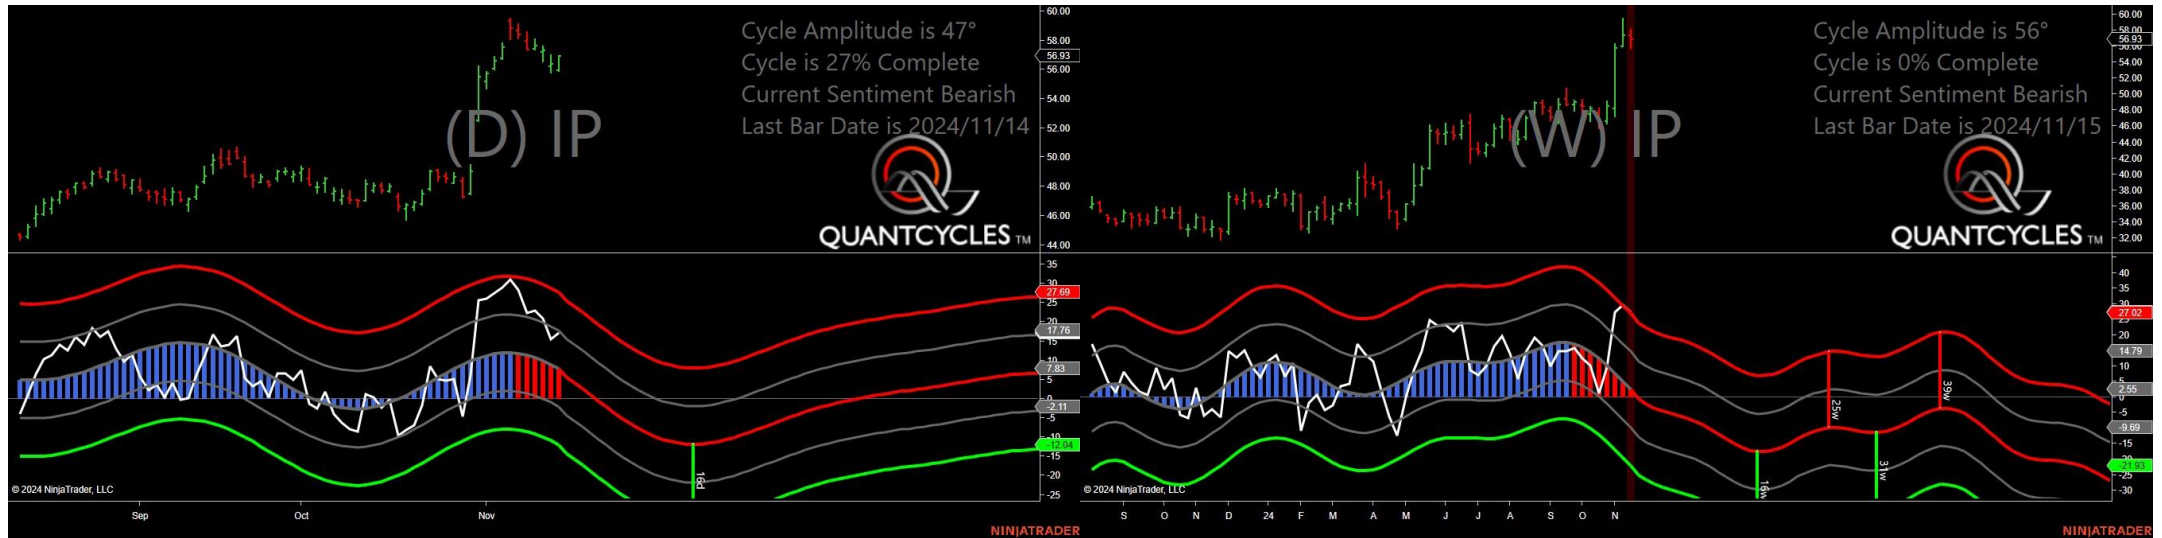 Cycle Amplitude is 47°
Cycle is 27% Complete
Current Sentiment Bearish
Last Bar Date is 2024/11/14
(D) IP
QUANTCYCLES TM
60.00
58.00
56.93
56.00
54.00
52.00
50.00
48.00
46.00
44.00
35
27.69
25
17.76
15
10
7.83
5
0
-2.11
-5
-12.04
-15
-20
-25
16d
© 2024 NinjaTrader, LLC
Sep
Oct
Nov
NINJATRADER
Cycle Amplitude is 56°
Cycle is 0% Complete
Current Sentiment Bearish
Last Bar Date is 2024/11/15
(W) IP
QUANTCYCLES TM
60.00
56.93
54.00
52.00
50.00
48.00
46.00
44.00
42.00
40.00
38.00
36.00
34.00
32.00
40
35
30
27.02
20
14.79
10
5
2.55
0
-5
-9.69
-15
-21.93
-25
-30
16w
25w
31w
39w
© 2024 NinjaTrader, LLC
S
O
N
D
24
F
M
A
M
J
J
A
S
O
N
NINJATRADER